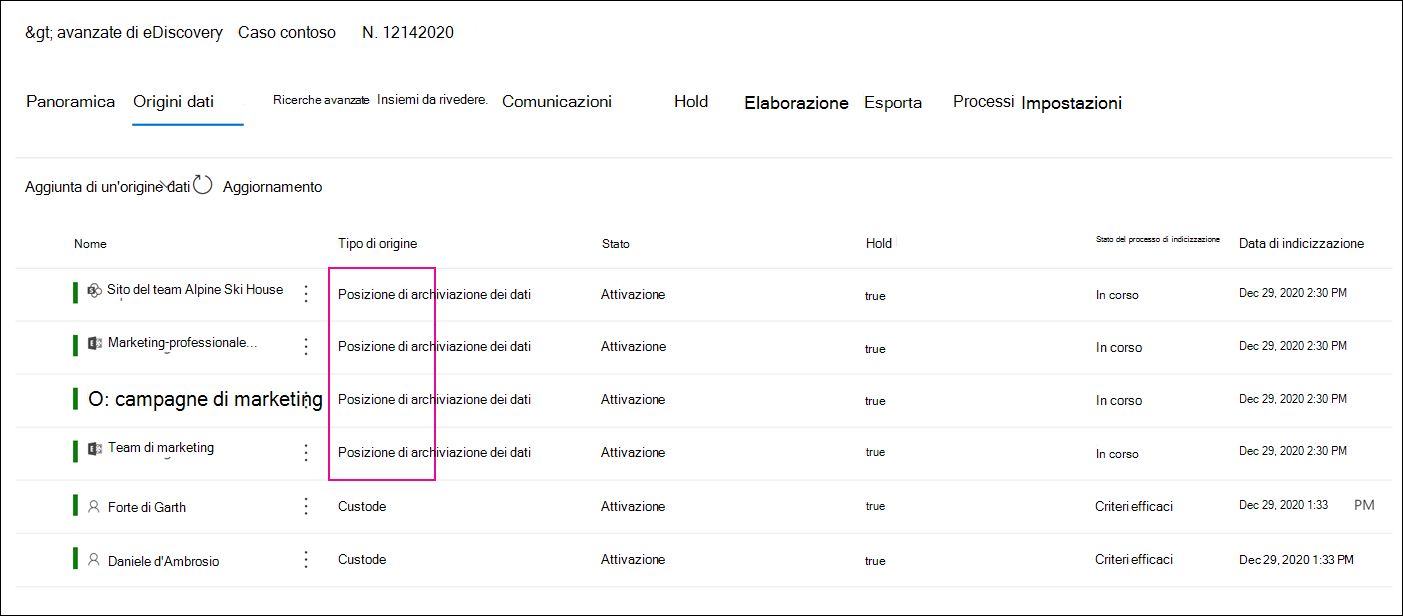 &gt; avanzate di eDiscovery Caso contoso N. 12142020
Panoramica Origini dati Ricerche avanzate Insiemi da rivedere. Comunicazioni Hold Elaborazione Esporta Processi Impostazioni
Aggiunta di un'origine dati Aggiornamento
Nome Tipo di origine Stato Hold Stato del processo di indicizzazione Data di indicizzazione
Sito del team Alpine Ski House Posizione di archiviazione dei dati Attivazione true In corso Dec 29, 2020 2:30 PM
Marketing-professionale... Posizione di archiviazione dei dati Attivazione true In corso Dec 29, 2020 2:30 PM
O: campagne di marketing Posizione di archiviazione dei dati Attivazione true In corso Dec 29, 2020 2:30 PM
Team di marketing Posizione di archiviazione dei dati Attivazione true In corso Dec 29, 2020 2:30 PM
Forte di Garth Custode Attivazione true Criteri efficaci Dec 29, 2020 1:33 PM
Daniele d'Ambrosio Custode Attivazione true Criteri efficaci Dec 29, 2020 1:33 PM